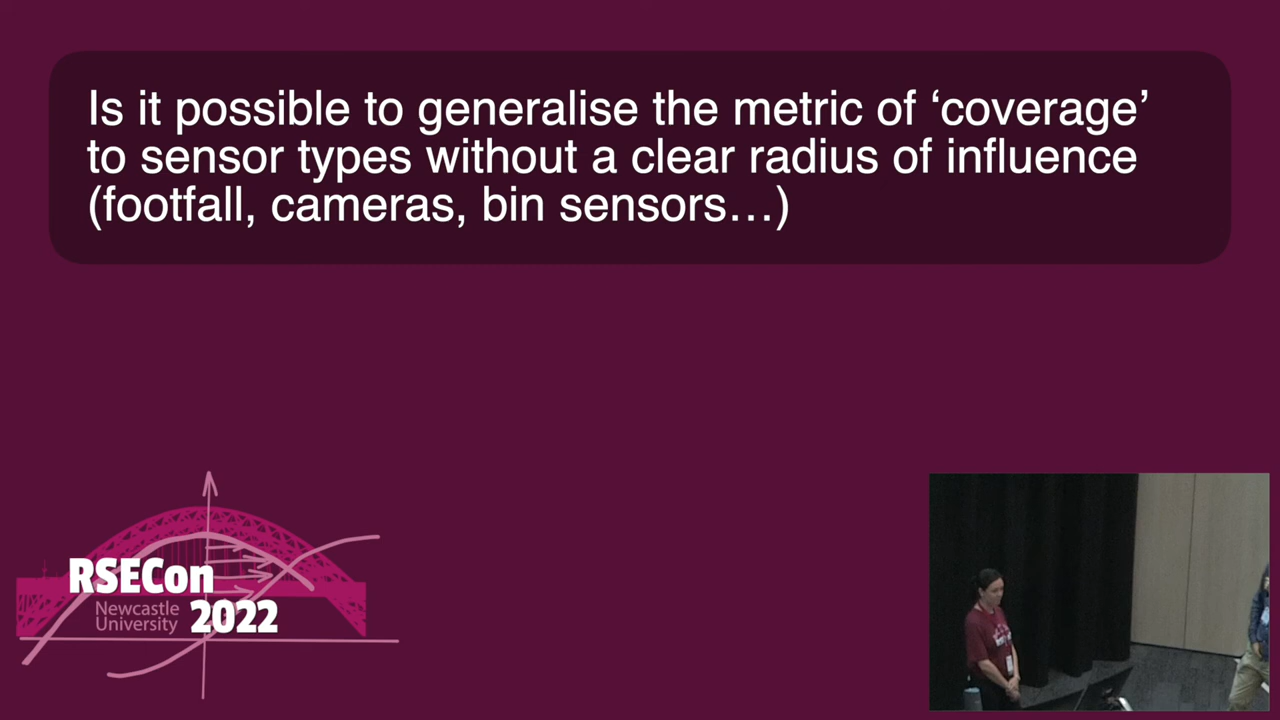 Is it possible to generalise the metric of ‘coverage’
to sensor types without a clear radius of influence
(footfall, cameras, bin sensors…)
RSECon
Newcastle
University
2022